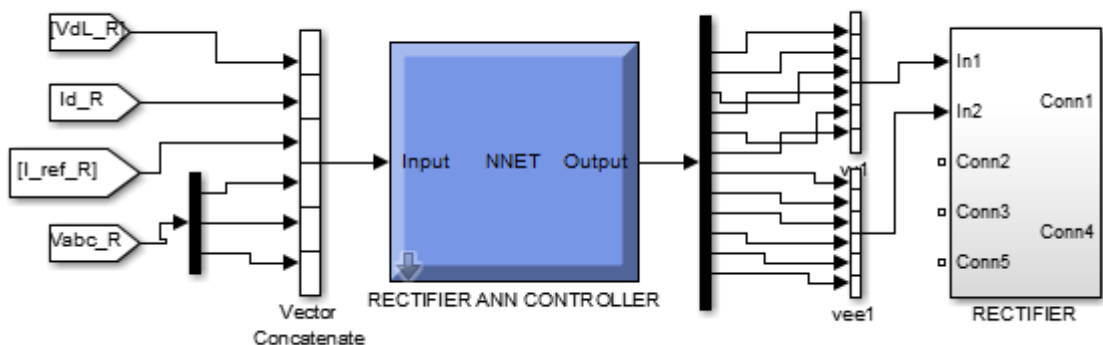 [VdL_R]
Id_R
[I_ref_R]
Vabc_R
Vector
Concatenate
Input
NNET
Output
RECTIFIER ANN CONTROLLER
vee1
In1
In2
Conn1
Conn2
Conn3
Conn4
Conn5
RECTIFIER